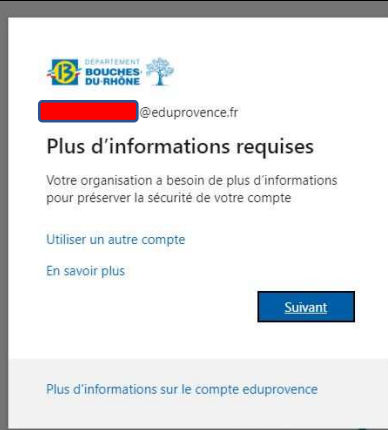 DÉPARTEMENT
BOUCHES
DU RHÔNE
@eduprovence.fr
Plus d'informations requises
Votre organisation a besoin de plus d'informations
pour préserver la sécurité de votre compte
Utiliser un autre compte
En savoir plus
Suivant
Plus d'informations sur le compte eduprovence